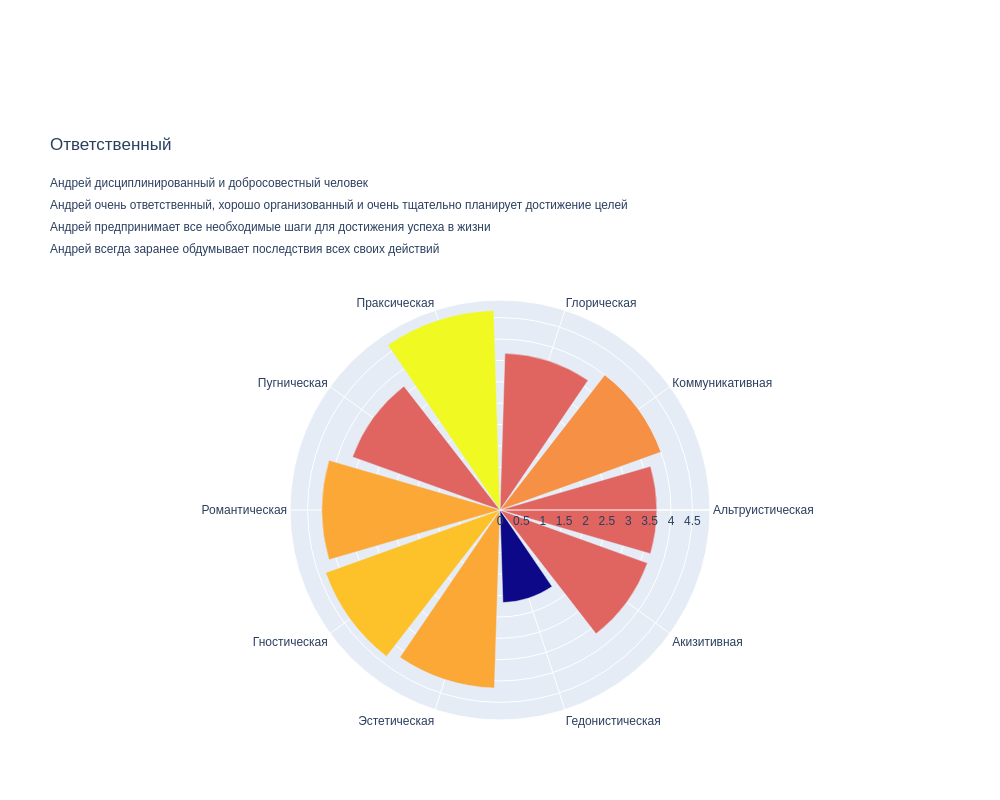 Ответственный
Андрей дисциплинированный и добросовестный человек
Андрей очень ответственный, хорошо организованный и очень тщательно планирует достижение целей
Андрей предпринимает все необходимые шаги для достижения успеха в жизни
Андрей всегда заранее обдумывает последствия всех своих действий
Праксическая
Глорическая
Пугническая
Коммуникативная
Романтическая
Альтруистическая
0 0.5 1 1.5 2 2.5 3 3.5 4 4.5
Гностическая
Акизитивная
Эстетическая
Гедонистическая